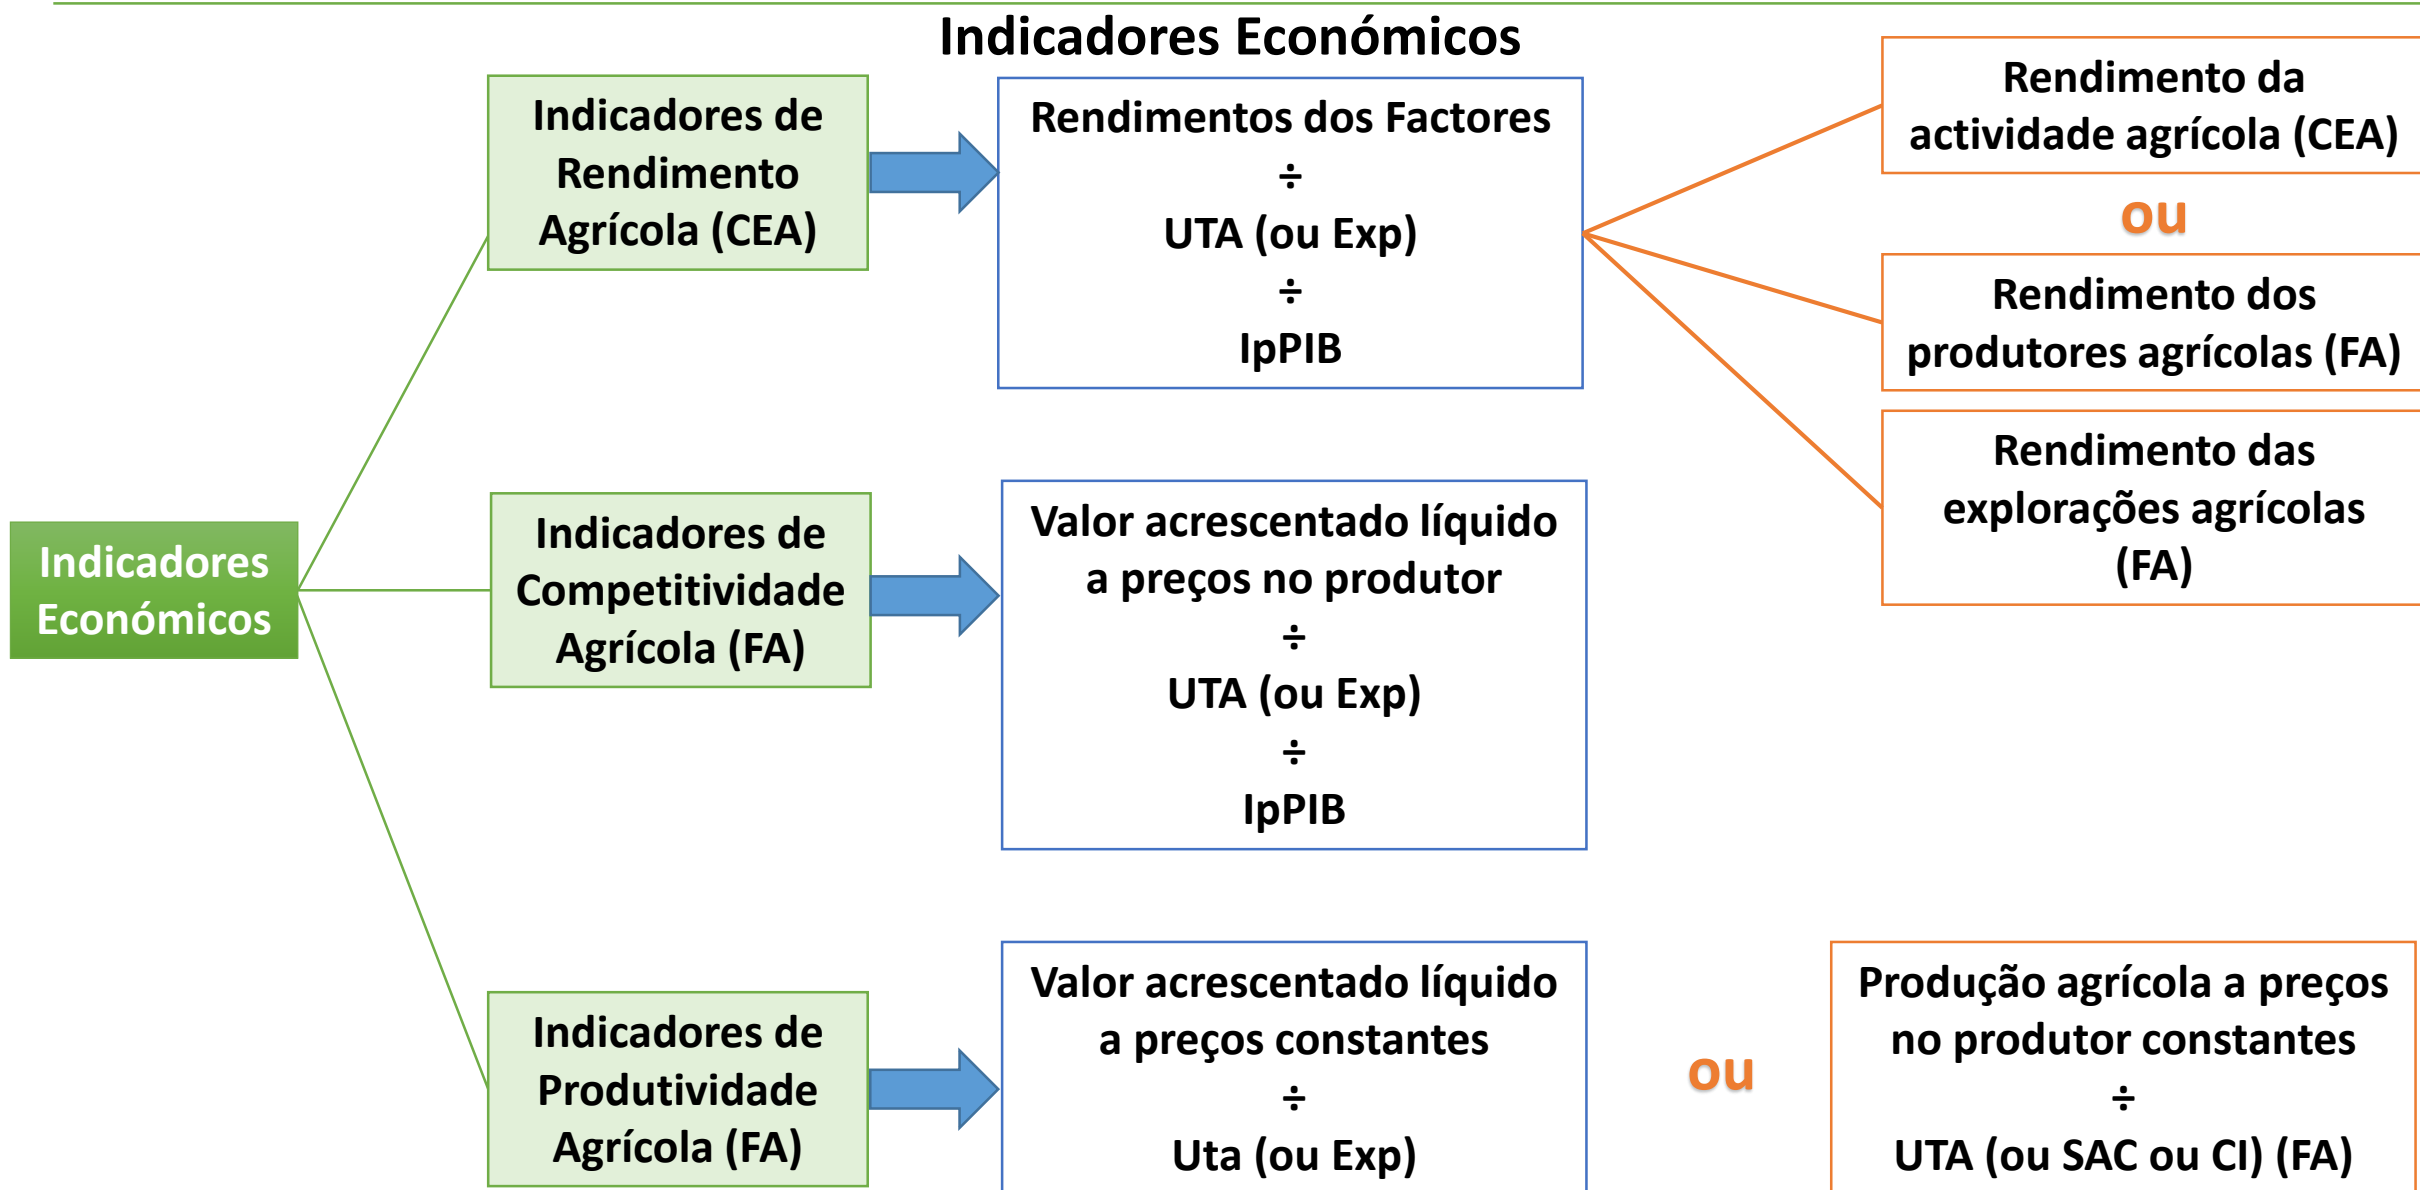 Indicadores Económicos
Indicadores
Económicos
Indicadores de
Rendimento
Agrícola (CEA)
Rendimentos dos Factores
÷
UTA (ou Exp)
÷
IpPIB
Rendimento da
actividade agrícola (CEA)
ou
Rendimento dos
produtores agrícolas (FA)
Rendimento das
explorações agrícolas
(FA)
Indicadores de
Competitividade
Agrícola (FA)
Valor acrescentado líquido
a preços no produtor
÷
UTA (ou Exp)
÷
IpPIB
Indicadores de
Produtividade
Agrícola (FA)
Valor acrescentado líquido
a preços constantes
÷
Uta (ou Exp)
ou
Produção agrícola a preços
no produtor constantes
÷
UTA (ou SAC ou CI) (FA)